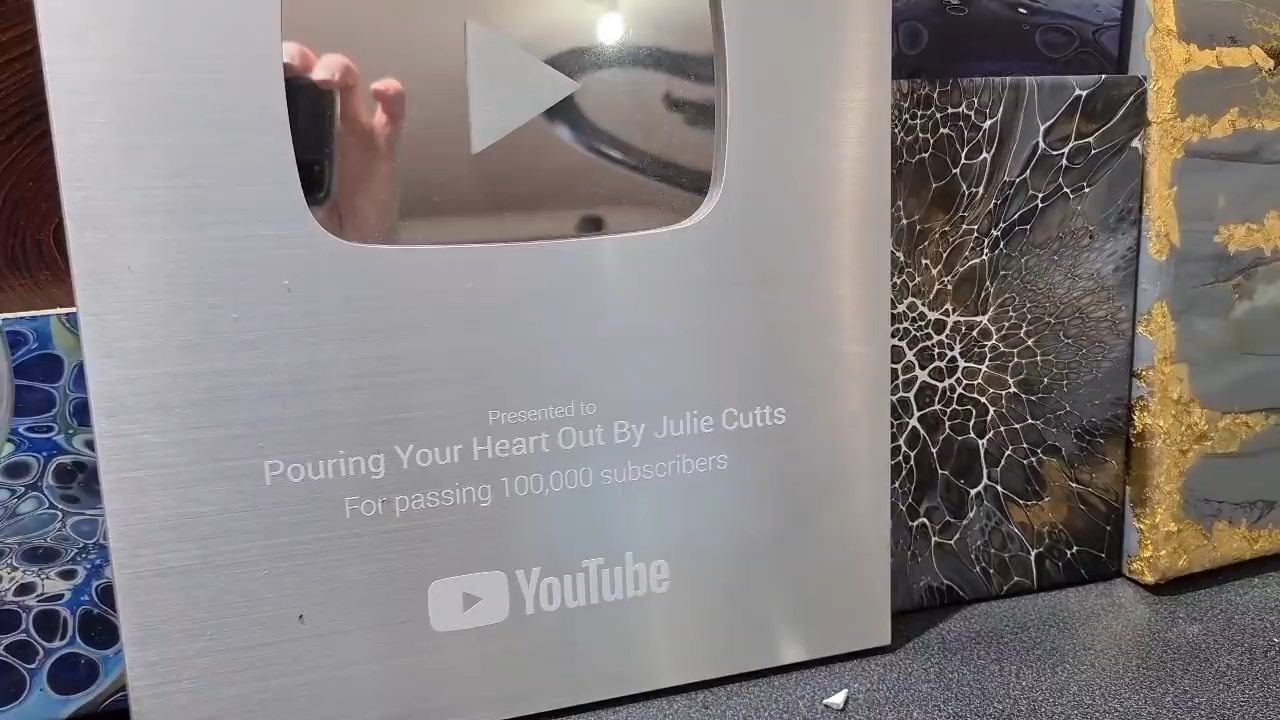 Presented to
Pouring Your Heart Out By Julie Cutts
For passing 100,000 subscribers
YouTube